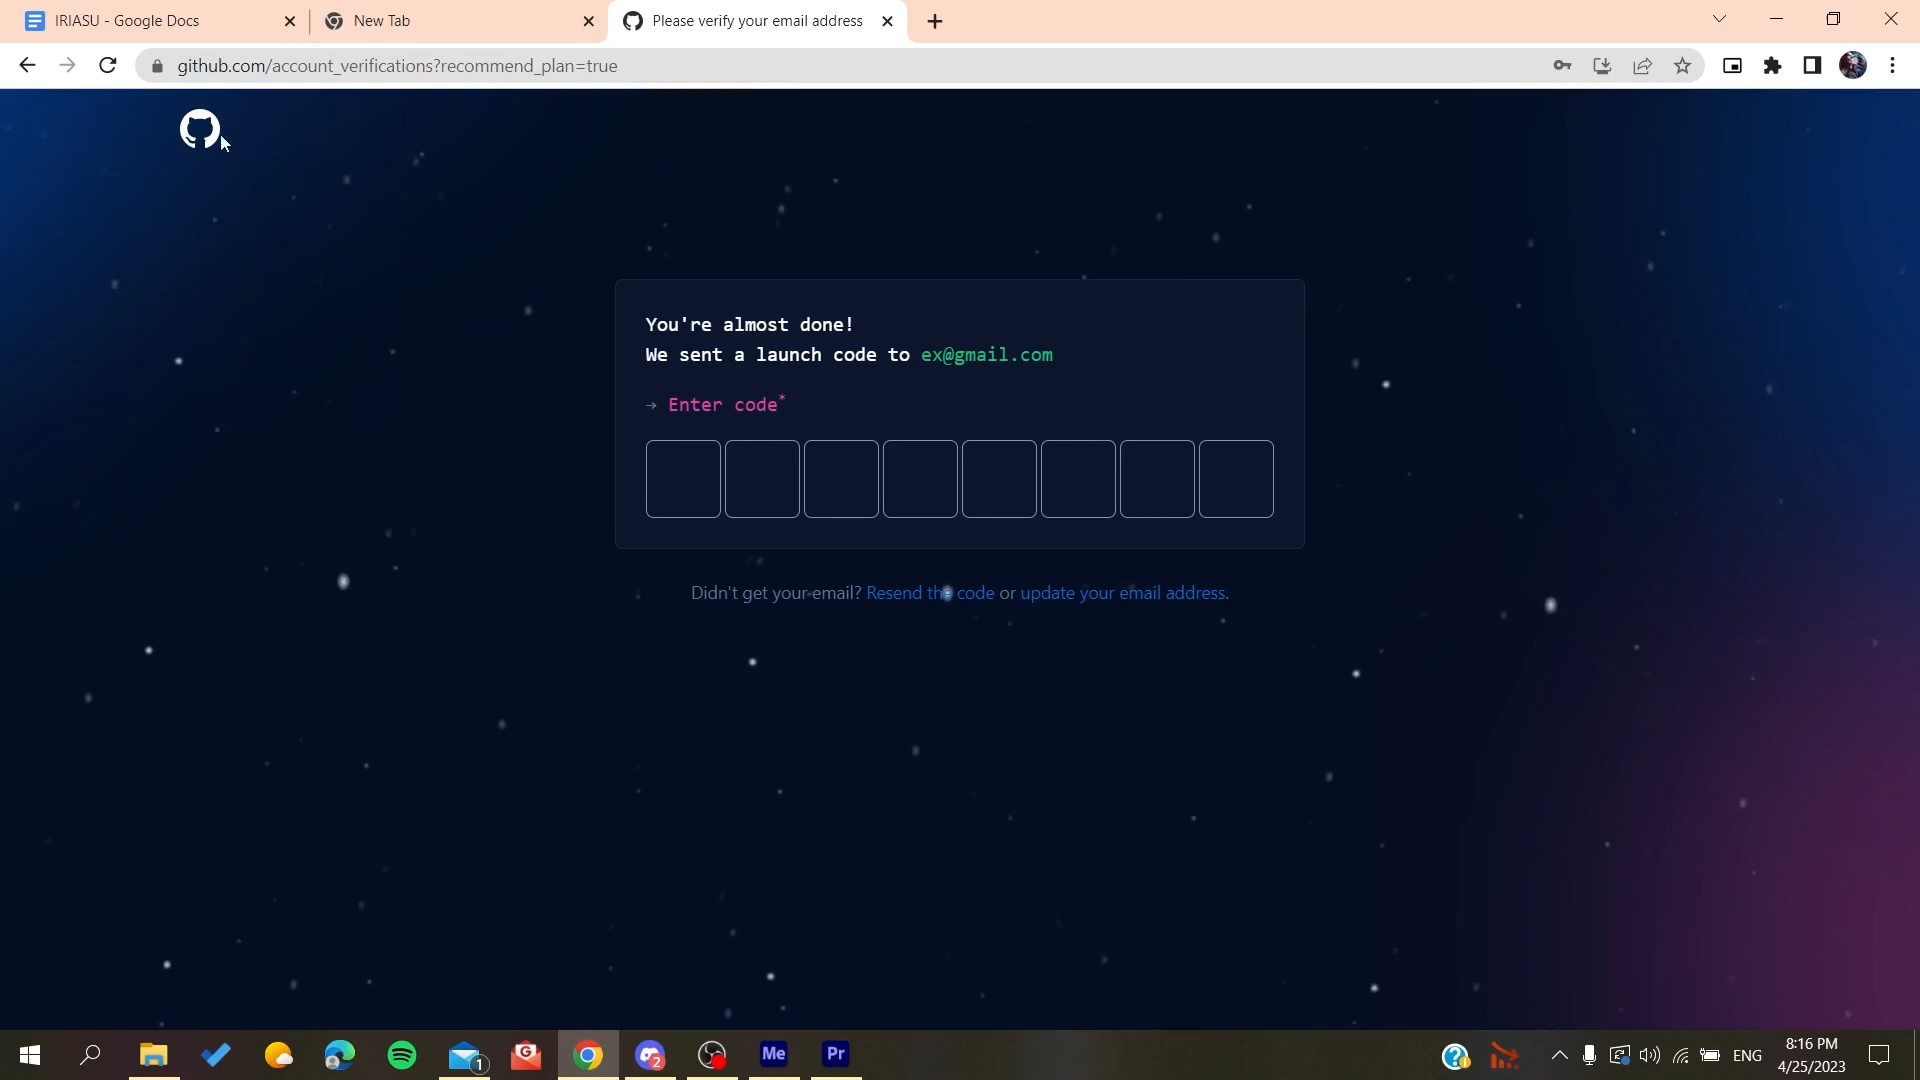 IRIASU - Google Docs
New Tab
Please verify your email address
github.com/account_verifications?recommend_plan=true
You're almost done!
We sent a launch code to ex@gmail.com
→ Enter code*
Didn't get your email? Resend the code or update your email address.
1
G
2
Me
Pr
ENG
8:16 PM
4/25/2023